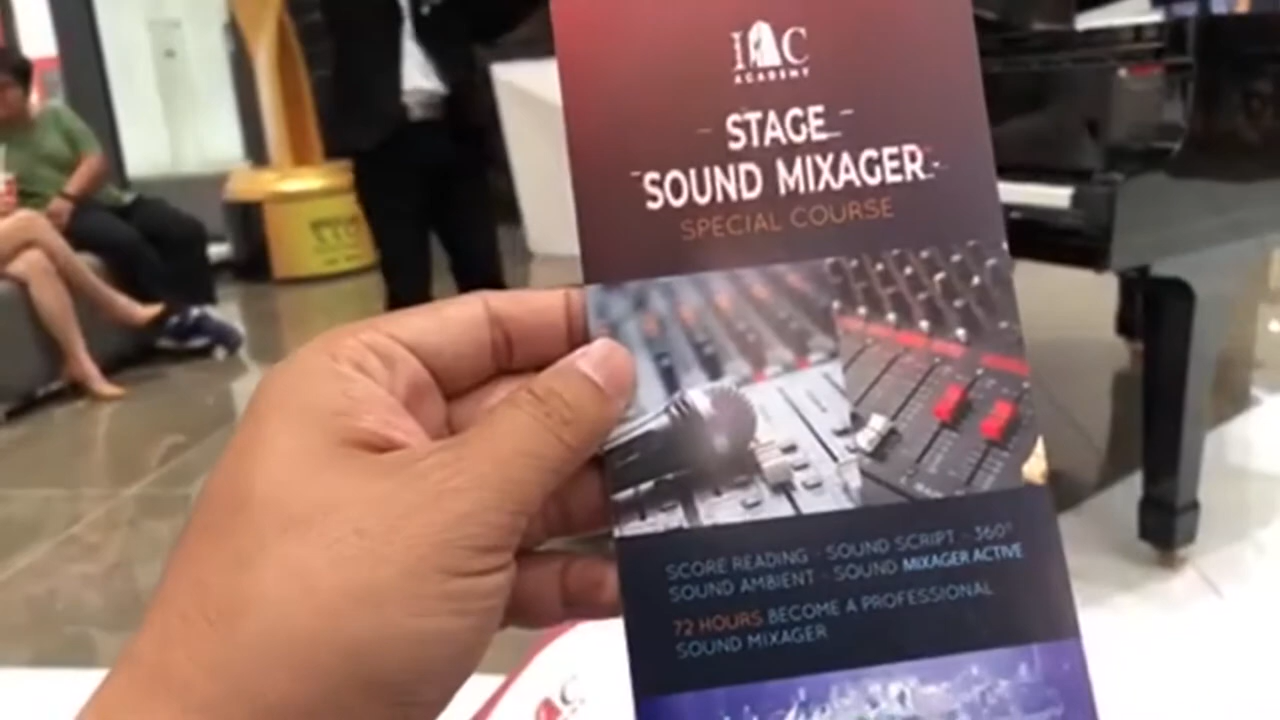 IAC
ACADEMY
STAGE
SOUND MIXAGER
SPECIAL COURSE
SCORE READING - SOUND SCRIPT - 360°
SOUND AMBIENT - SOUND MIXAGER ACTIVE
72 HOURS BECOME A PROFESSIONAL
SOUND MIXAGER